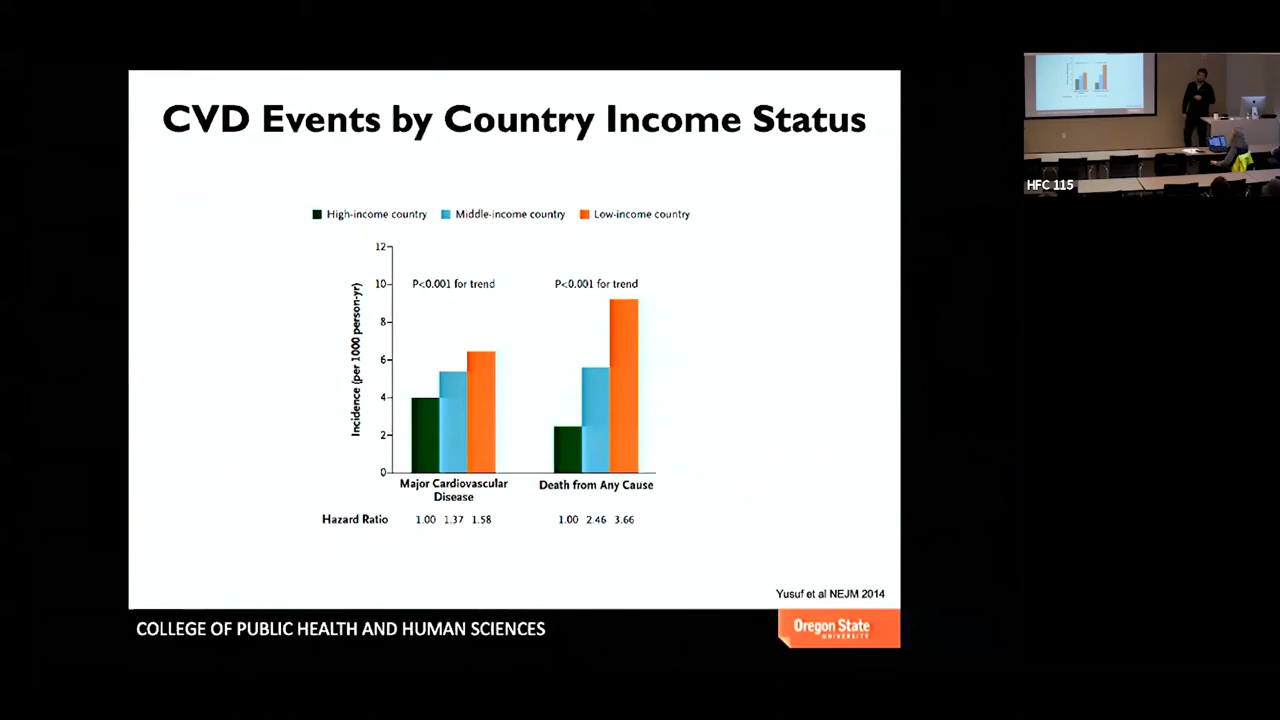 CVD Events by Country Income Status
High-income country Middle-income country Low-income country
12
10
8
6
4
2
0
Incidence (per 1000 person-yr)
P<0.001 for trend
P<0.001 for trend
Major Cardiovascular
Disease
Death from Any Cause
Hazard Ratio 1.00 1.37 1.58 1.00 2.46 3.66
Yusuf et al NEJM 2014
COLLEGE OF PUBLIC HEALTH AND HUMAN SCIENCES
Oregon State
UNIVERSITY
HFC 115